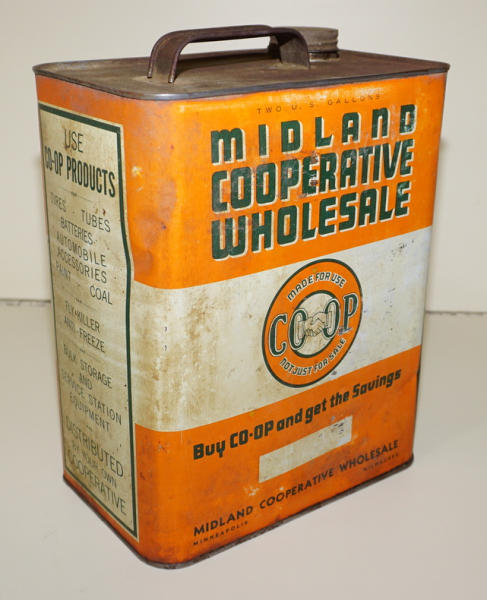 TWO U.S. GALLONS
MIDLAND
COOPERATIVE
WHOLESALE
MADE FOR USE
CO-OP
NOT JUST FOR SALE
Buy CO-OP and get the Savings
MIDLAND COOPERATIVE WHOLESALE
MINNEAPOLIS MILWAUKEE
USE
CO-OP PRODUCTS
TIRES TUBES
BATTERIES
AUTOMOBILE
ACCESSORIES
PAINT COAL
FLY-KILLER
ANTI-FREEZE
BULK STORAGE
AND
SERVICE STATION
EQUIPMENT
DISTRIBUTED
BY YOUR OWN
COOPERATIVE